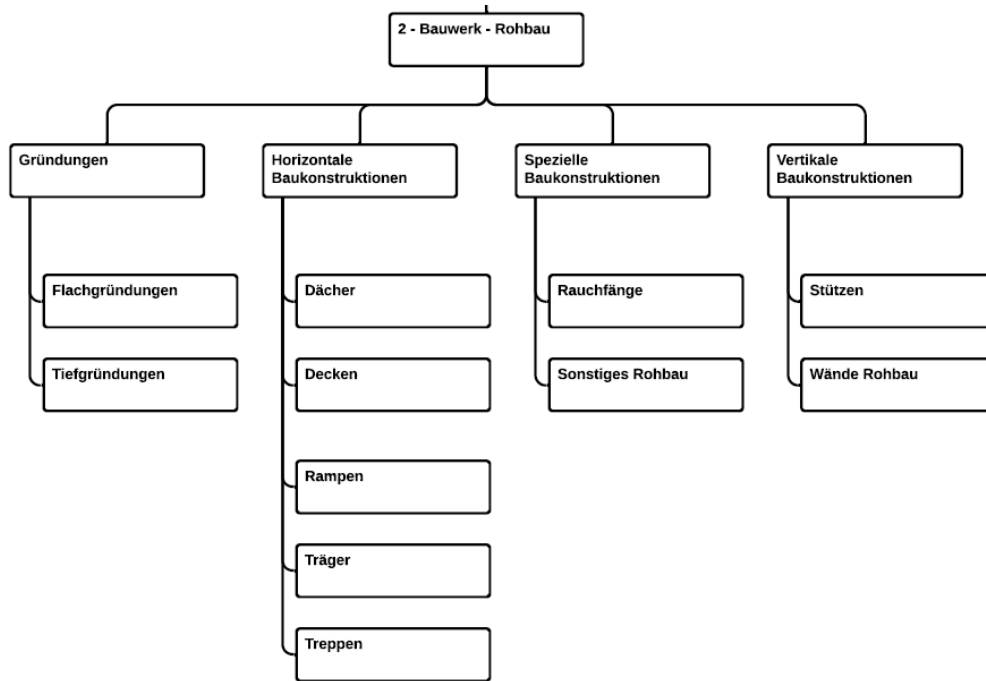 2 - Bauwerk - Rohbau
Gründungen
Horizontale
Baukonstruktionen
Spezielle
Baukonstruktionen
Vertikale
Baukonstruktionen
Flachgründungen
Dächer
Rauchfänge
Stützen
Tiefgründungen
Decken
Sonstiges Rohbau
Wände Rohbau
Rampen
Träger
Treppen